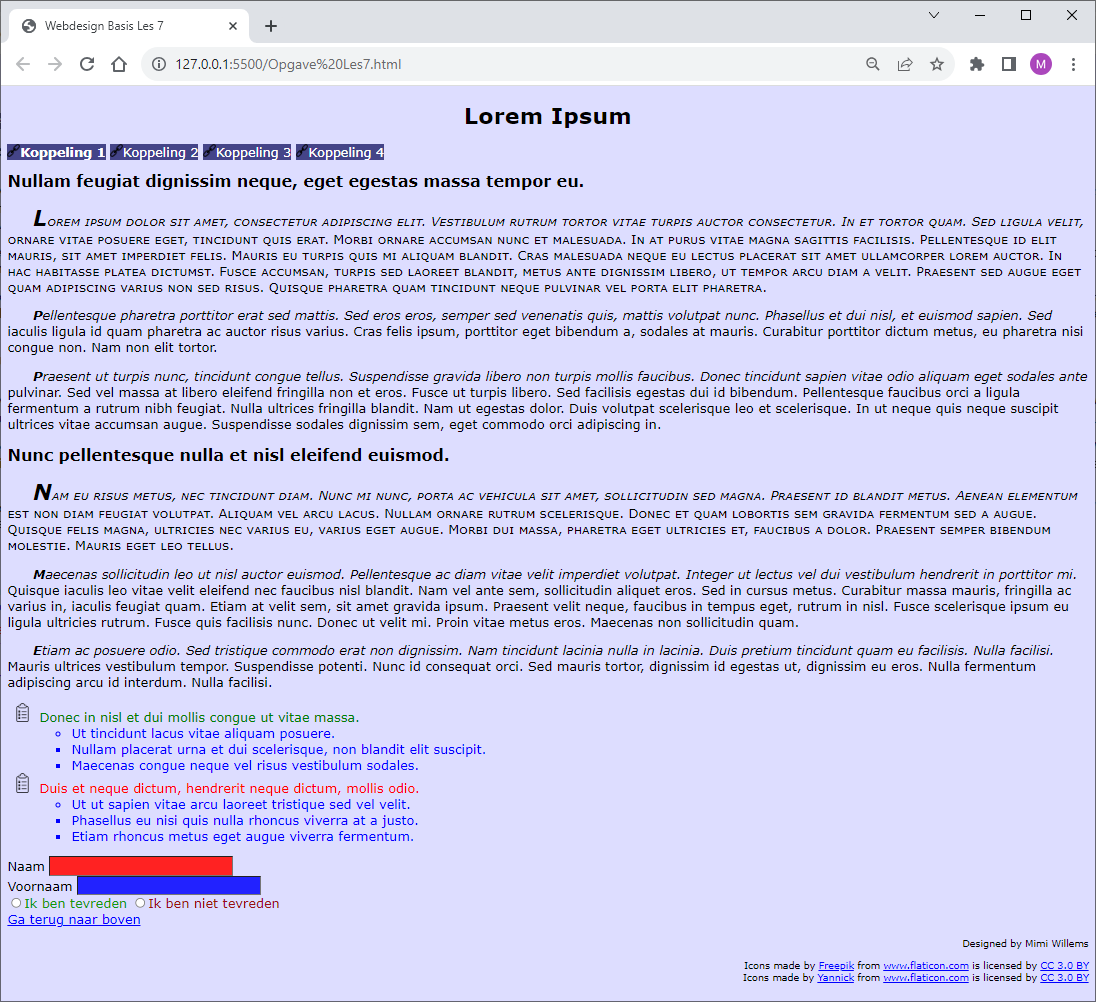 Webdesign Basis Les 7
127.0.0.1:5500/Opgave%20Les7.html
M
Lorem Ipsum
Koppeling 1 Koppeling 2 Koppeling 3 Koppeling 4
Nullam feugiat dignissim neque, eget egestas massa tempor eu.
Lorem ipsum dolor sit amet, consectetur adipiscing elit. Vestibulum rutrum tortor vitae turpis auctor consectetur. In et tortor quam. Sed ligula velit,
ornare vitae posuere eget, tincidunt quis erat. Morbi ornare accumsan nunc et malesuada. In at purus vitae magna sagittis facilisis. Pellentesque id elit
mauris, sit amet imperdiet felis. Mauris eu turpis quis mi aliquam blandit. Cras malesuada neque eu lectus placerat sit amet ullamcorper lorem auctor. In
hac habitasse platea dictumst. Fusce accumsan, turpis sed laoreet blandit, metus ante dignissim libero, ut tempor arcu diam a velit. Praesent sed augue eget
quam adipiscing varius non sed risus. Quisque pharetra quam tincidunt neque pulvinar vel porta elit pharetra.
Pellentesque pharetra porttitor erat sed mattis. Sed eros eros, semper sed venenatis quis, mattis volutpat nunc. Phasellus et dui nisl, et euismod sapien. Sed
iaculis ligula id quam pharetra ac auctor risus varius. Cras felis ipsum, porttitor eget bibendum a, sodales at mauris. Curabitur porttitor dictum metus, eu pharetra nisi
congue non. Nam non elit tortor.
Praesent ut turpis nunc, tincidunt congue tellus. Suspendisse gravida libero non turpis mollis faucibus. Donec tincidunt sapien vitae odio aliquam eget sodales ante
pulvinar. Sed vel massa at libero eleifend fringilla non et eros. Fusce ut turpis libero. Sed facilisis egestas dui id bibendum. Pellentesque faucibus orci a ligula
fermentum a rutrum nibh feugiat. Nulla ultrices fringilla blandit. Nam ut egestas dolor. Duis volutpat scelerisque leo et scelerisque. In ut neque quis neque suscipit
ultrices vitae accumsan augue. Suspendisse sodales dignissim sem, eget commodo orci adipiscing in.
Nunc pellentesque nulla et nisl eleifend euismod.
Nam eu risus metus, nec tincidunt diam. Nunc mi nunc, porta ac vehicula sit amet, sollicitudin sed magna. Praesent id blandit metus. Aenean elementum
est non diam feugiat volutpat. Aliquam vel arcu lacus. Nullam ornare rutrum scelerisque. Donec et quam lobortis sem gravida fermentum sed a augue.
Quisque felis magna, ultricies nec varius eu, varius eget augue. Morbi dui massa, pharetra eget ultricies et, faucibus a dolor. Praesent semper bibendum
molestie. Mauris eget leo tellus.
Maecenas sollicitudin leo ut nisl auctor euismod. Pellentesque ac diam vitae velit imperdiet volutpat. Integer ut lectus vel dui vestibulum hendrerit in porttitor mi.
Quisque iaculis leo vitae velit eleifend nec faucibus nisl blandit. Nam vel ante sem, sollicitudin aliquet eros. Sed in cursus metus. Curabitur massa mauris, fringilla ac
varius in, iaculis feugiat quam. Etiam at velit sem, sit amet gravida ipsum. Praesent velit neque, faucibus in tempus eget, rutrum in nisl. Fusce scelerisque ipsum eu
ligula ultricies rutrum. Fusce quis facilisis nunc. Donec ut velit mi. Proin vitae metus eros. Maecenas non sollicitudin quam.
Etiam ac posuere odio. Sed tristique commodo erat non dignissim. Nam tincidunt lacinia nulla in lacinia. Duis pretium tincidunt quam eu facilisis. Nulla facilisi.
Mauris ultrices vestibulum tempor. Suspendisse potenti. Nunc id consequat orci. Sed mauris tortor, dignissim id egestas ut, dignissim eu eros. Nulla fermentum
adipiscing arcu id interdum. Nulla facilisi.
Donec in nisl et dui mollis congue ut vitae massa.
Ut tincidunt lacus vitae aliquam posuere.
Nullam placerat urna et dui scelerisque, non blandit elit suscipit.
Maecenas congue neque vel risus vestibulum sodales.
Duis et neque dictum, hendrerit neque dictum, mollis odio.
Ut ut sapien vitae arcu laoreet tristique sed vel velit.
Phasellus eu nisi quis nulla rhoncus viverra at a justo.
Etiam rhoncus metus eget augue viverra fermentum.
Naam
Voornaam
Ik ben tevreden Ik ben niet tevreden
Ga terug naar boven
Designed by Mimi Willems
Icons made by Freepik from www.flaticon.com is licensed by CC 3.0 BY
Icons made by Yannick from www.flaticon.com is licensed by CC 3.0 BY